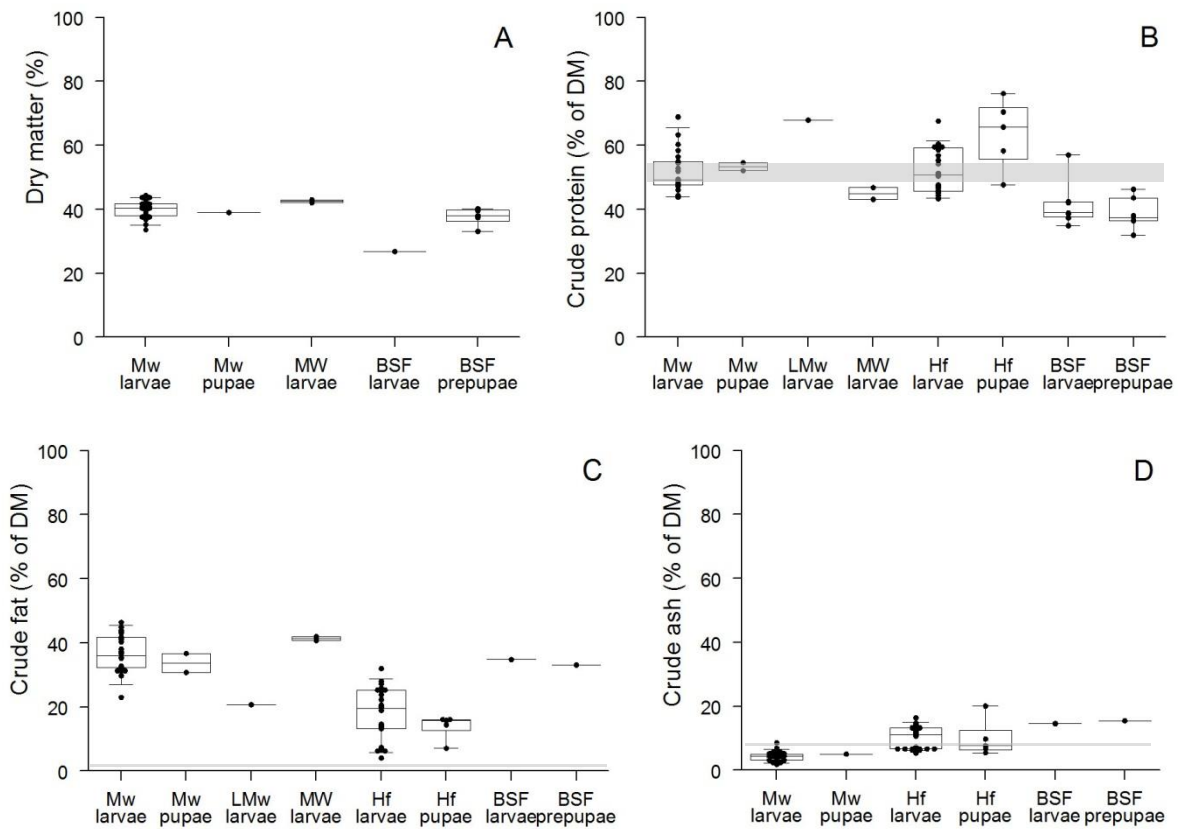 A
Dry matter (%)
100
80
60
40
20
0
Mw larvae
Mw pupae
MW larvae
BSF larvae
BSF prepupae
B
Crude protein (% of DM)
100
80
60
40
20
0
Mw larvae
Mw pupae
LMw larvae
MW larvae
Hf larvae
Hf pupae
BSF larvae
BSF prepupae
C
Crude fat (% of DM)
100
80
60
40
20
0
Mw larvae
Mw pupae
LMw larvae
MW larvae
Hf larvae
Hf pupae
BSF larvae
BSF prepupae
D
Crude ash (% of DM)
100
80
60
40
20
0
Mw larvae
Mw pupae
Hf larvae
Hf pupae
BSF larvae
BSF prepupae